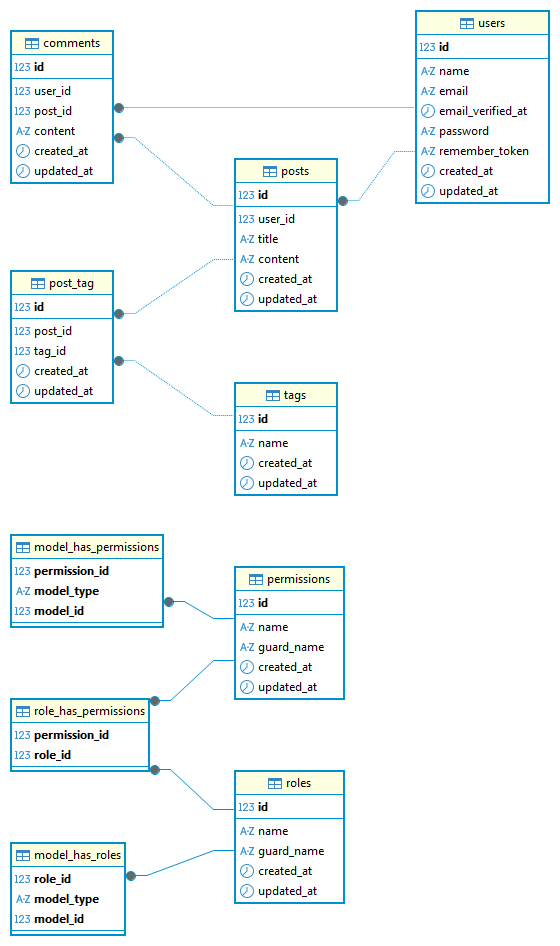 comments
123 id
123 user_id
123 post_id
A-Z content
created_at
updated_at
users
123 id
A-Z name
A-Z email
email_verified_at
A-Z password
A-Z remember_token
created_at
updated_at
posts
123 id
123 user_id
A-Z title
A-Z content
created_at
updated_at
post_tag
123 id
123 post_id
123 tag_id
created_at
updated_at
tags
123 id
A-Z name
created_at
updated_at
model_has_permissions
123 permission_id
A-Z model_type
123 model_id
permissions
123 id
A-Z name
A-Z guard_name
created_at
updated_at
role_has_permissions
123 permission_id
123 role_id
roles
123 id
A-Z name
A-Z guard_name
created_at
updated_at
model_has_roles
123 role_id
A-Z model_type
123 model_id